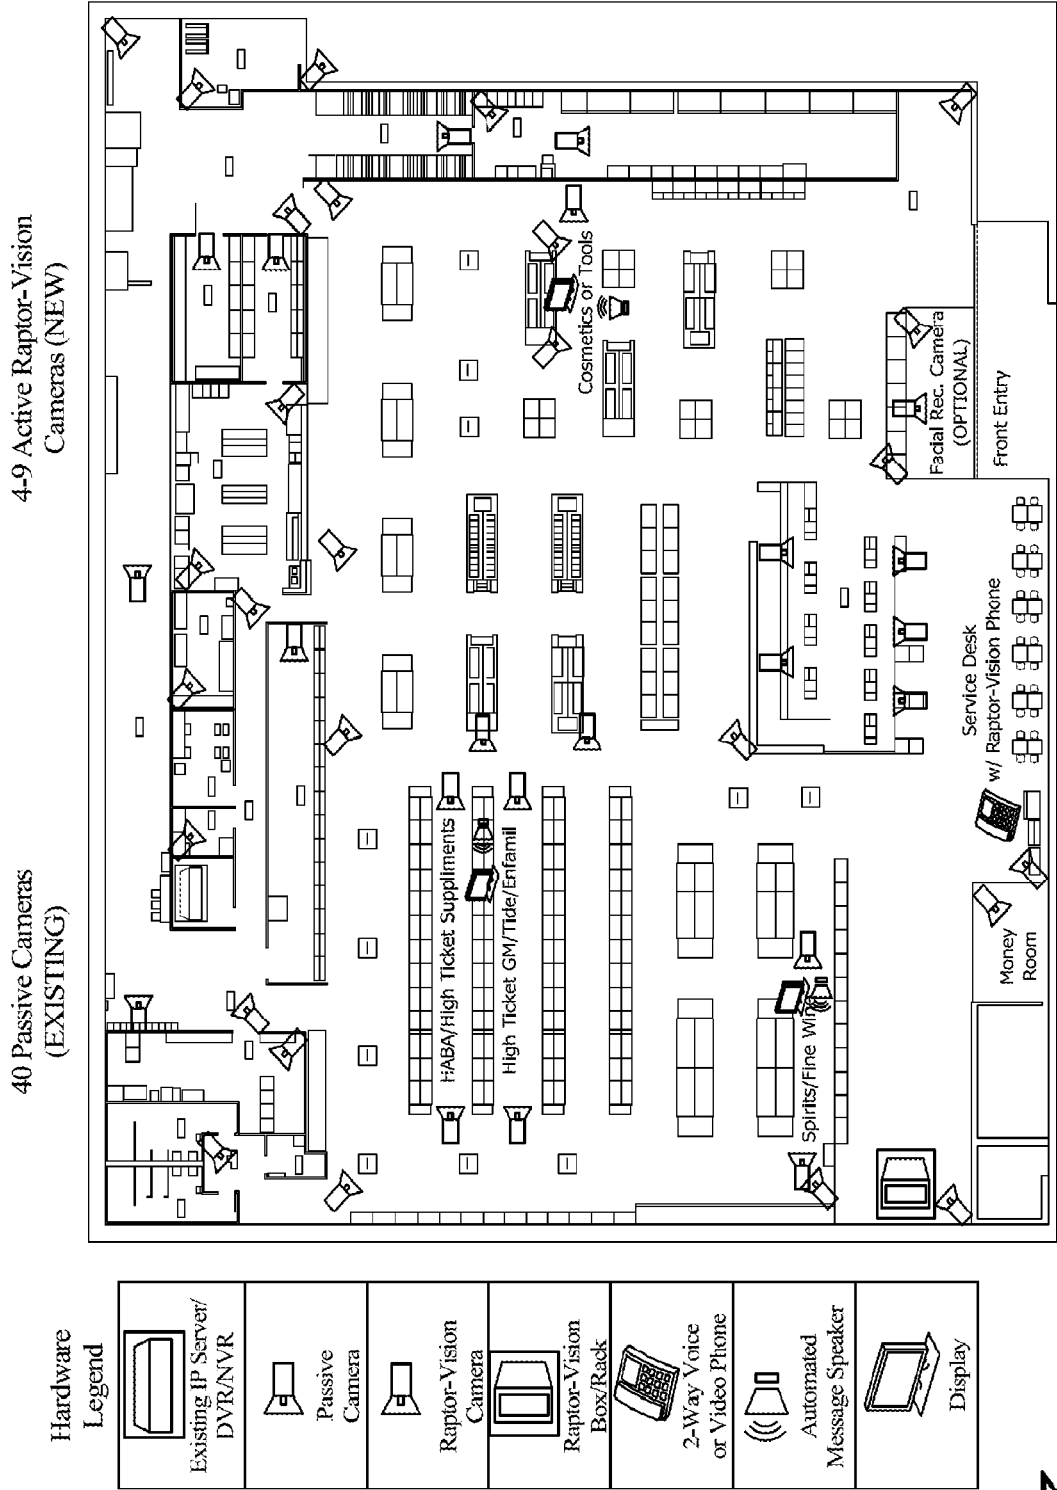 40 Passive Cameras
(EXISTING)
4-9 Active Raptor-Vision
Cameras (NEW)
HABA/High Ticket Suppliments
High Ticket GM/Tide/Enfamil
Spirits/Fine Wine
Cosmetics or Tools
Facial Rec. Camera
(OPTIONAL)
Front Entry
Service Desk
w/ Raptor-Vision Phone
Money
Room
Hardware
Legend
Existing IP Server/
DVR/NVR
Passive
Camera
Raptor-Vision
Camera
Raptor-Vision
Box/Rack
2-Way Voice
or Video Phone
Automated
Message Speaker
Display